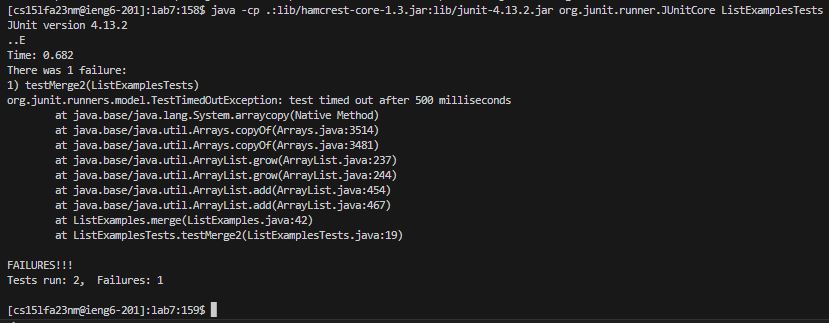 [cs15lfa23nm@ieng6-201]:lab7:158$ java -cp .:lib/hamcrest-core-1.3.jar:lib/junit-4.13.2.jar org.junit.runner.JUnitCore ListExamplesTests
JUnit version 4.13.2
..E
Time: 0.682
There was 1 failure:
1) testMerge2(ListExamplesTests)
org.junit.runners.model.TestTimedOutException: test timed out after 500 milliseconds
        at java.base/java.lang.System.arraycopy(Native Method)
        at java.base/java.util.Arrays.copyOf(Arrays.java:3514)
        at java.base/java.util.Arrays.copyOf(Arrays.java:3481)
        at java.base/java.util.ArrayList.grow(ArrayList.java:237)
        at java.base/java.util.ArrayList.grow(ArrayList.java:244)
        at java.base/java.util.ArrayList.add(ArrayList.java:454)
        at java.base/java.util.ArrayList.add(ArrayList.java:467)
        at ListExamples.merge(ListExamples.java:42)
        at ListExamplesTests.testMerge2(ListExamplesTests.java:19)
FAILURES!!!
Tests run: 2,  Failures: 1
[cs15lfa23nm@ieng6-201]:lab7:159$